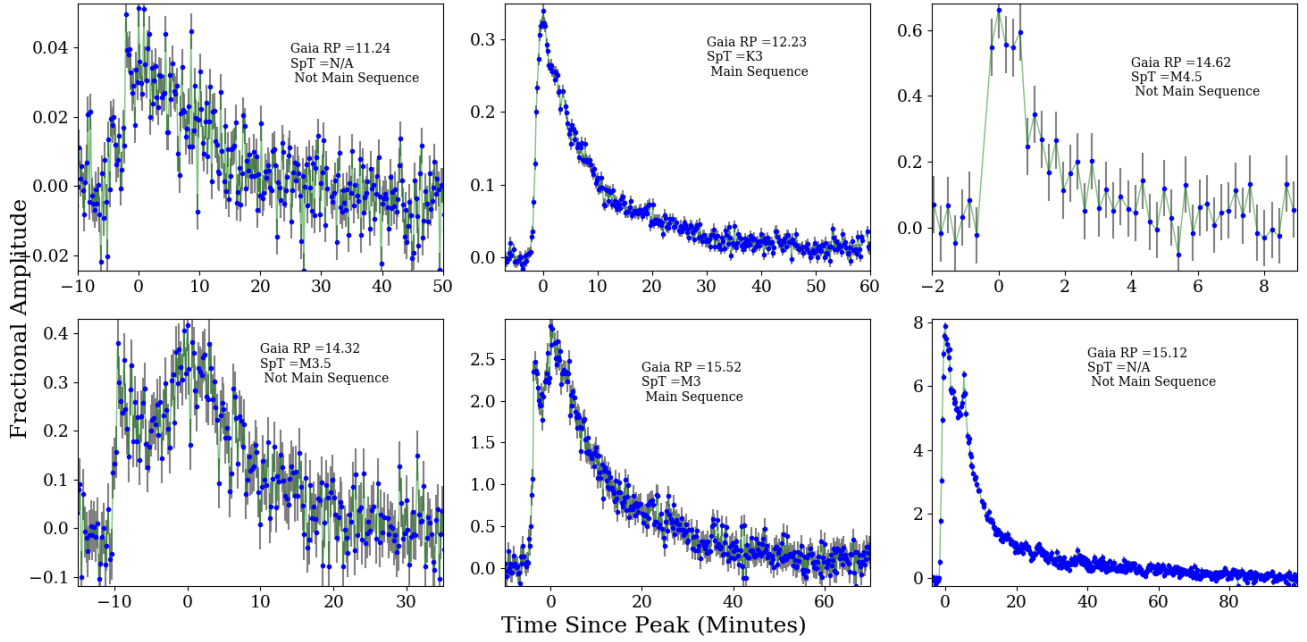 Fractional Amplitude
0.04
0.02
0.00
−0.02
Gaia RP =11.24
SpT =N/A
Not Main Sequence
−10 0 10 20 30 40 50
0.3
0.2
0.1
0.0
Gaia RP =12.23
SpT =K3
Main Sequence
0 10 20 30 40 50 60
0.6
0.4
0.2
0.0
Gaia RP =14.62
SpT =M4.5
Not Main Sequence
−2 0 2 4 6 8
0.4
0.3
0.2
0.1
0.0
−0.1
Gaia RP =14.32
SpT =M3.5
Not Main Sequence
−10 0 10 20 30
2.5
2.0
1.5
1.0
0.5
0.0
Gaia RP =15.52
SpT =M3
Main Sequence
0 20 40 60
8
6
4
2
0
Gaia RP =15.12
SpT =N/A
Not Main Sequence
0 20 40 60 80
Time Since Peak (Minutes)